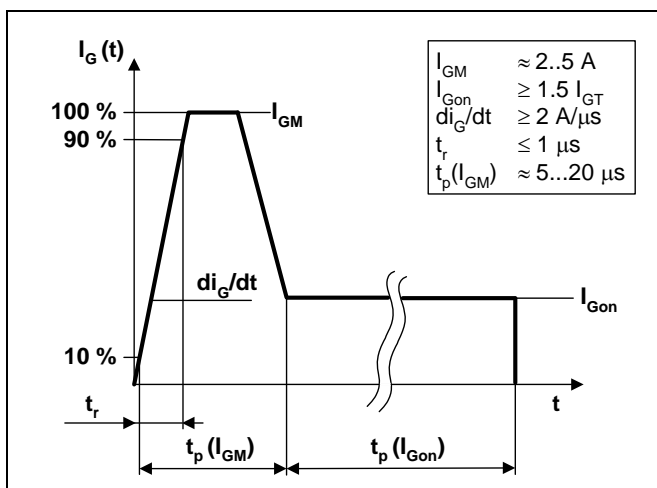 I_G (t)
100 %
90 %
I_GM
I_GM ≈ 2..5 A
I_Gon ≥ 1.5 I_GT
di_G/dt ≥ 2 A/μs
t_r ≤ 1 μs
t_p(I_GM) ≈ 5...20 μs
di_G/dt
I_Gon
10 %
t
t_r
t_p (I_GM)
t_p (I_Gon)